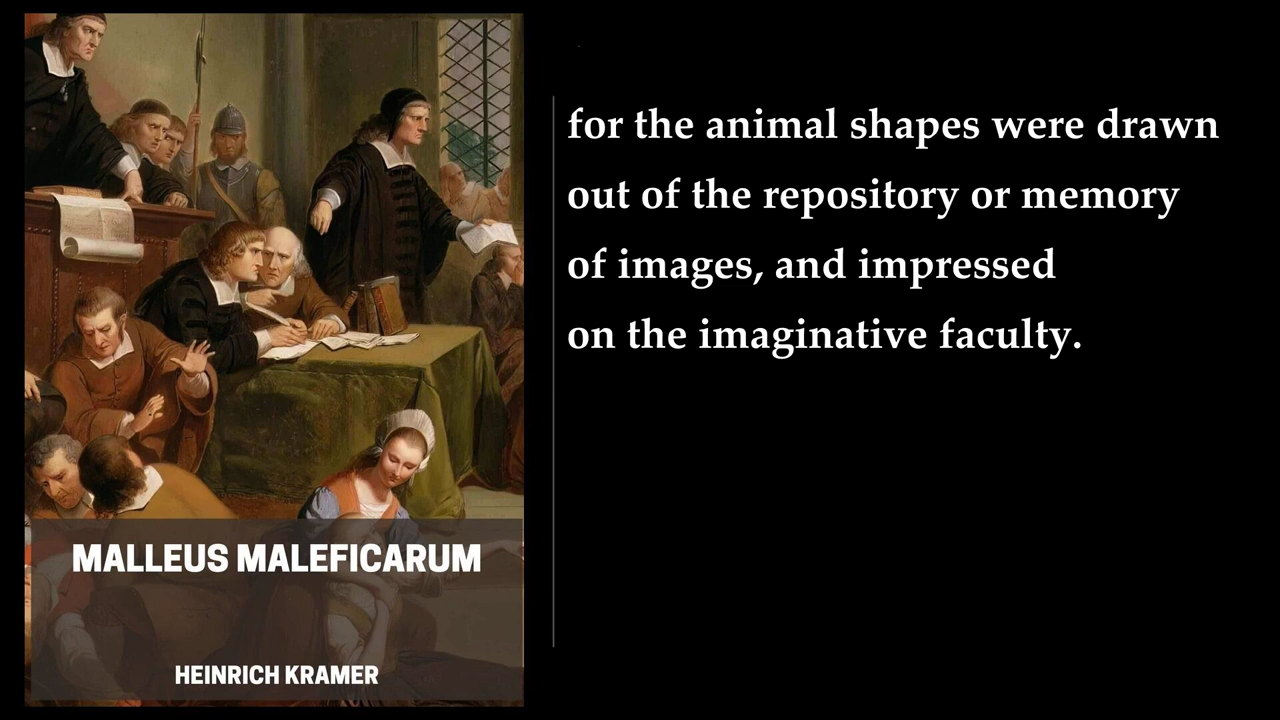 MALLEUS MALEFICARUM
HEINRICH KRAMER
for the animal shapes were drawn
out of the repository or memory
of images, and impressed
on the imaginative faculty.